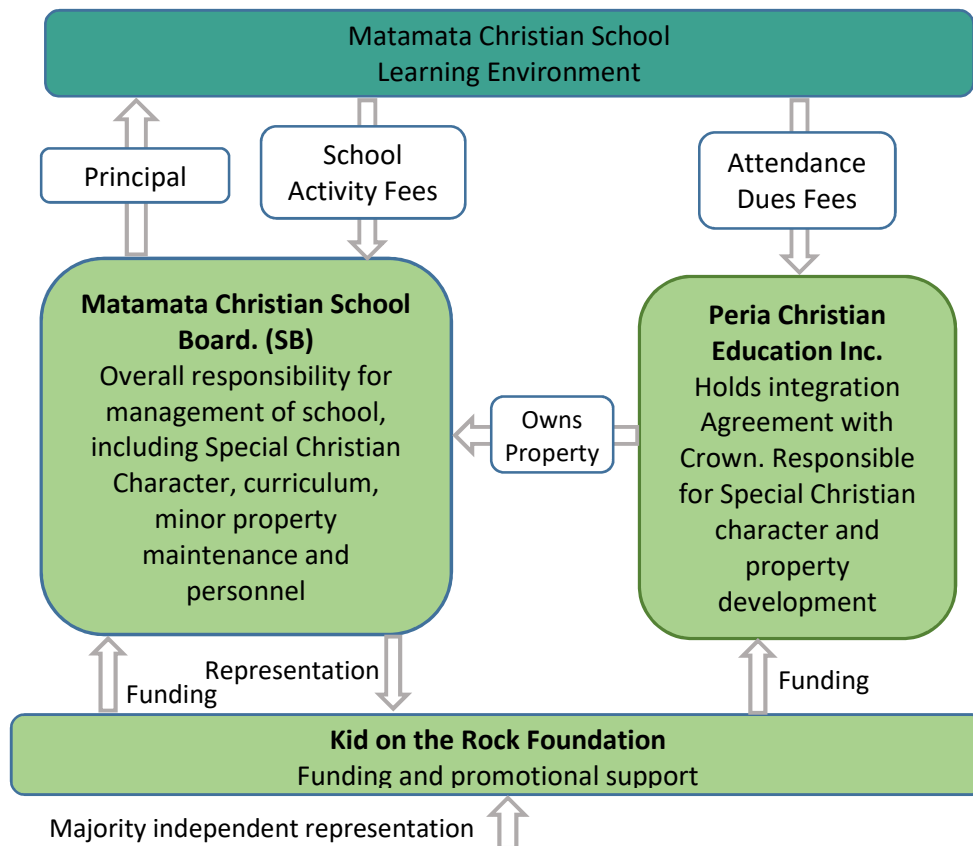 Matamata Christian School
Learning Environment
Principal
School
Activity Fees
Attendance
Dues Fees
Matamata Christian School
Board. (SB)
Overall responsibility for
management of school,
including Special Christian
Character, curriculum,
minor property
maintenance and
personnel
Owns
Property
Peria Christian
Education Inc.
Holds integration
Agreement with
Crown. Responsible
for Special Christian
character and
property
development
Funding
Representation
Funding
Kid on the Rock Foundation
Funding and promotional support
Majority independent representation